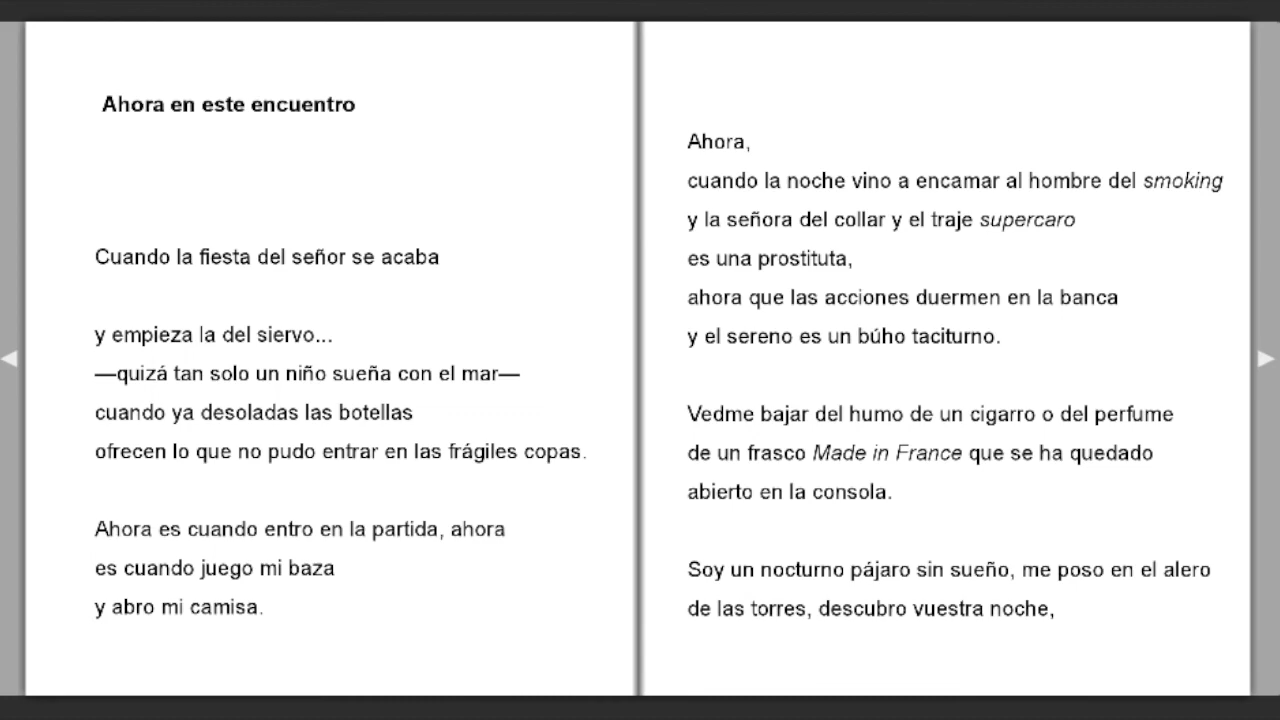 Ahora en este encuentro
Cuando la fiesta del señor se acaba
y empieza la del siervo...
—quizá tan solo un niño sueña con el mar—
cuando ya desoladas las botellas
ofrecen lo que no pudo entrar en las frágiles copas.
Ahora es cuando entro en la partida, ahora
es cuando juego mi baza
y abro mi camisa.
Ahora,
cuando la noche vino a encamar al hombre del smoking
y la señora del collar y el traje supercaro
es una prostituta,
ahora que las acciones duermen en la banca
y el sereno es un búho taciturno.
Vedme bajar del humo de un cigarro o del perfume
de un frasco Made in France que se ha quedado
abierto en la consola.
Soy un nocturno pájaro sin sueño, me poso en el alero
de las torres, descubro vuestra noche,